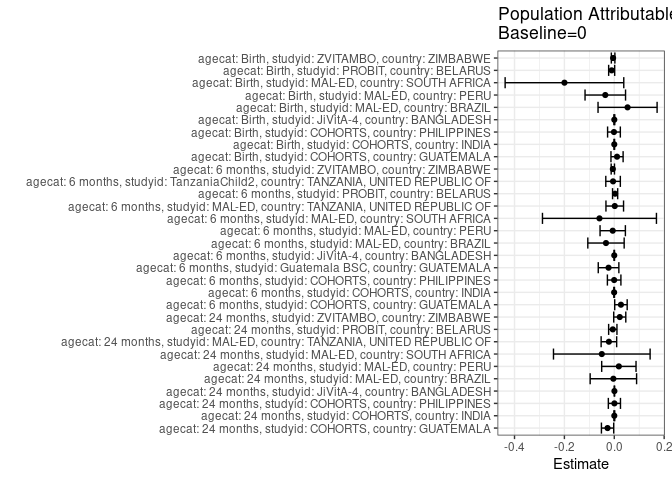 Population Attributable
Baseline=0
agecat: Birth, studyid: ZVITAMBO, country: ZIMBABWE
agecat: Birth, studyid: PROBIT, country: BELARUS
agecat: Birth, studyid: MAL-ED, country: SOUTH AFRICA
agecat: Birth, studyid: MAL-ED, country: PERU
agecat: Birth, studyid: MAL-ED, country: BRAZIL
agecat: Birth, studyid: JiVitA-4, country: BANGLADESH
agecat: Birth, studyid: COHORTS, country: PHILIPPINES
agecat: Birth, studyid: COHORTS, country: INDIA
agecat: Birth, studyid: COHORTS, country: GUATEMALA
agecat: 6 months, studyid: ZVITAMBO, country: ZIMBABWE
agecat: 6 months, studyid: TanzaniaChild2, country: TANZANIA, UNITED REPUBLIC OF
agecat: 6 months, studyid: PROBIT, country: BELARUS
agecat: 6 months, studyid: MAL-ED, country: TANZANIA, UNITED REPUBLIC OF
agecat: 6 months, studyid: MAL-ED, country: SOUTH AFRICA
agecat: 6 months, studyid: MAL-ED, country: PERU
agecat: 6 months, studyid: MAL-ED, country: BRAZIL
agecat: 6 months, studyid: JiVitA-4, country: BANGLADESH
agecat: 6 months, studyid: Guatemala BSC, country: GUATEMALA
agecat: 6 months, studyid: COHORTS, country: PHILIPPINES
agecat: 6 months, studyid: COHORTS, country: INDIA
agecat: 6 months, studyid: COHORTS, country: GUATEMALA
agecat: 24 months, studyid: ZVITAMBO, country: ZIMBABWE
agecat: 24 months, studyid: PROBIT, country: BELARUS
agecat: 24 months, studyid: MAL-ED, country: TANZANIA, UNITED REPUBLIC OF
agecat: 24 months, studyid: MAL-ED, country: SOUTH AFRICA
agecat: 24 months, studyid: MAL-ED, country: PERU
agecat: 24 months, studyid: MAL-ED, country: BRAZIL
agecat: 24 months, studyid: JiVitA-4, country: BANGLADESH
agecat: 24 months, studyid: COHORTS, country: PHILIPPINES
agecat: 24 months, studyid: COHORTS, country: INDIA
agecat: 24 months, studyid: COHORTS, country: GUATEMALA
-0.4 -0.2 0.0 0.2
Estimate